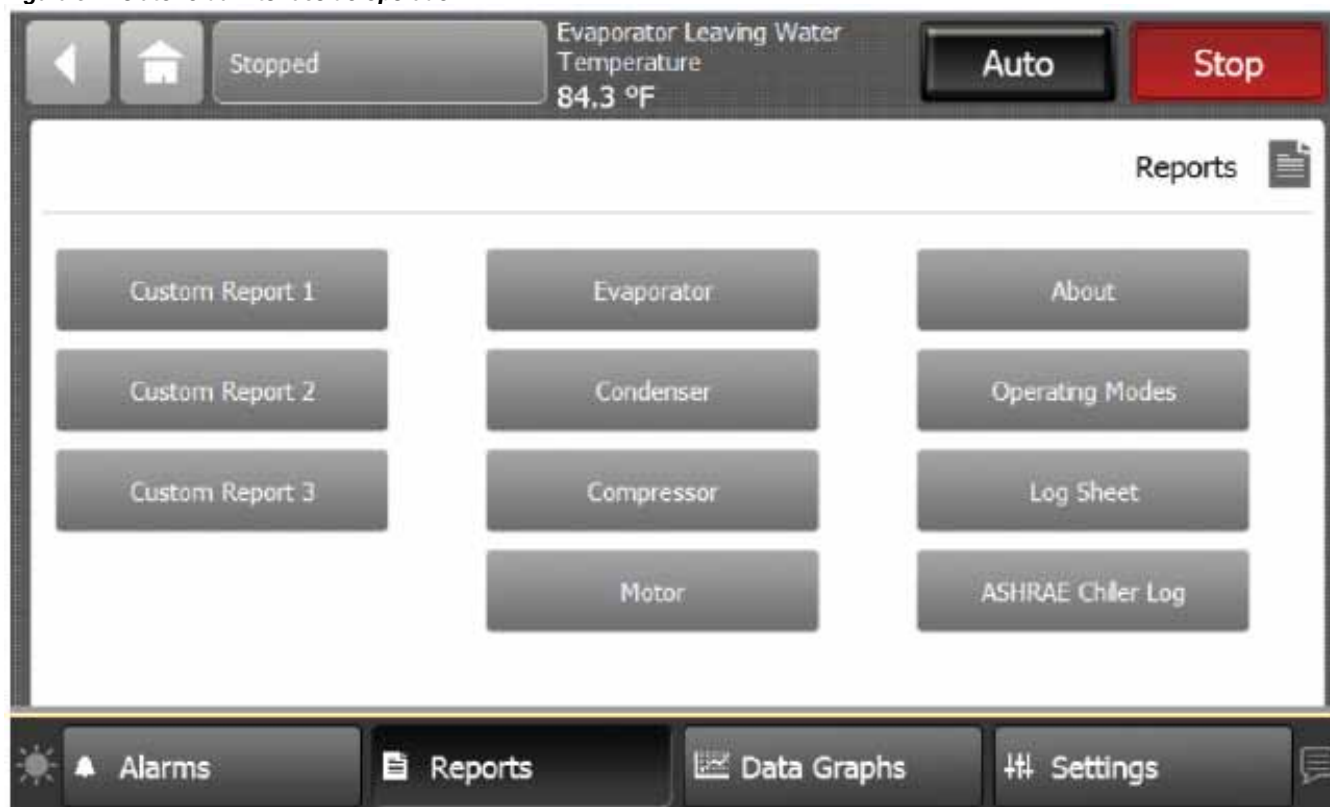 Stopped
Evaporator Leaving Water
Temperature
84.3 °F
Auto
Stop
Reports
Custom Report 1
Evaporator
About
Custom Report 2
Condenser
Operating Modes
Custom Report 3
Compressor
Log Sheet
Motor
ASHRAE Chiller Log
Alarms
Reports
Data Graphs
Settings